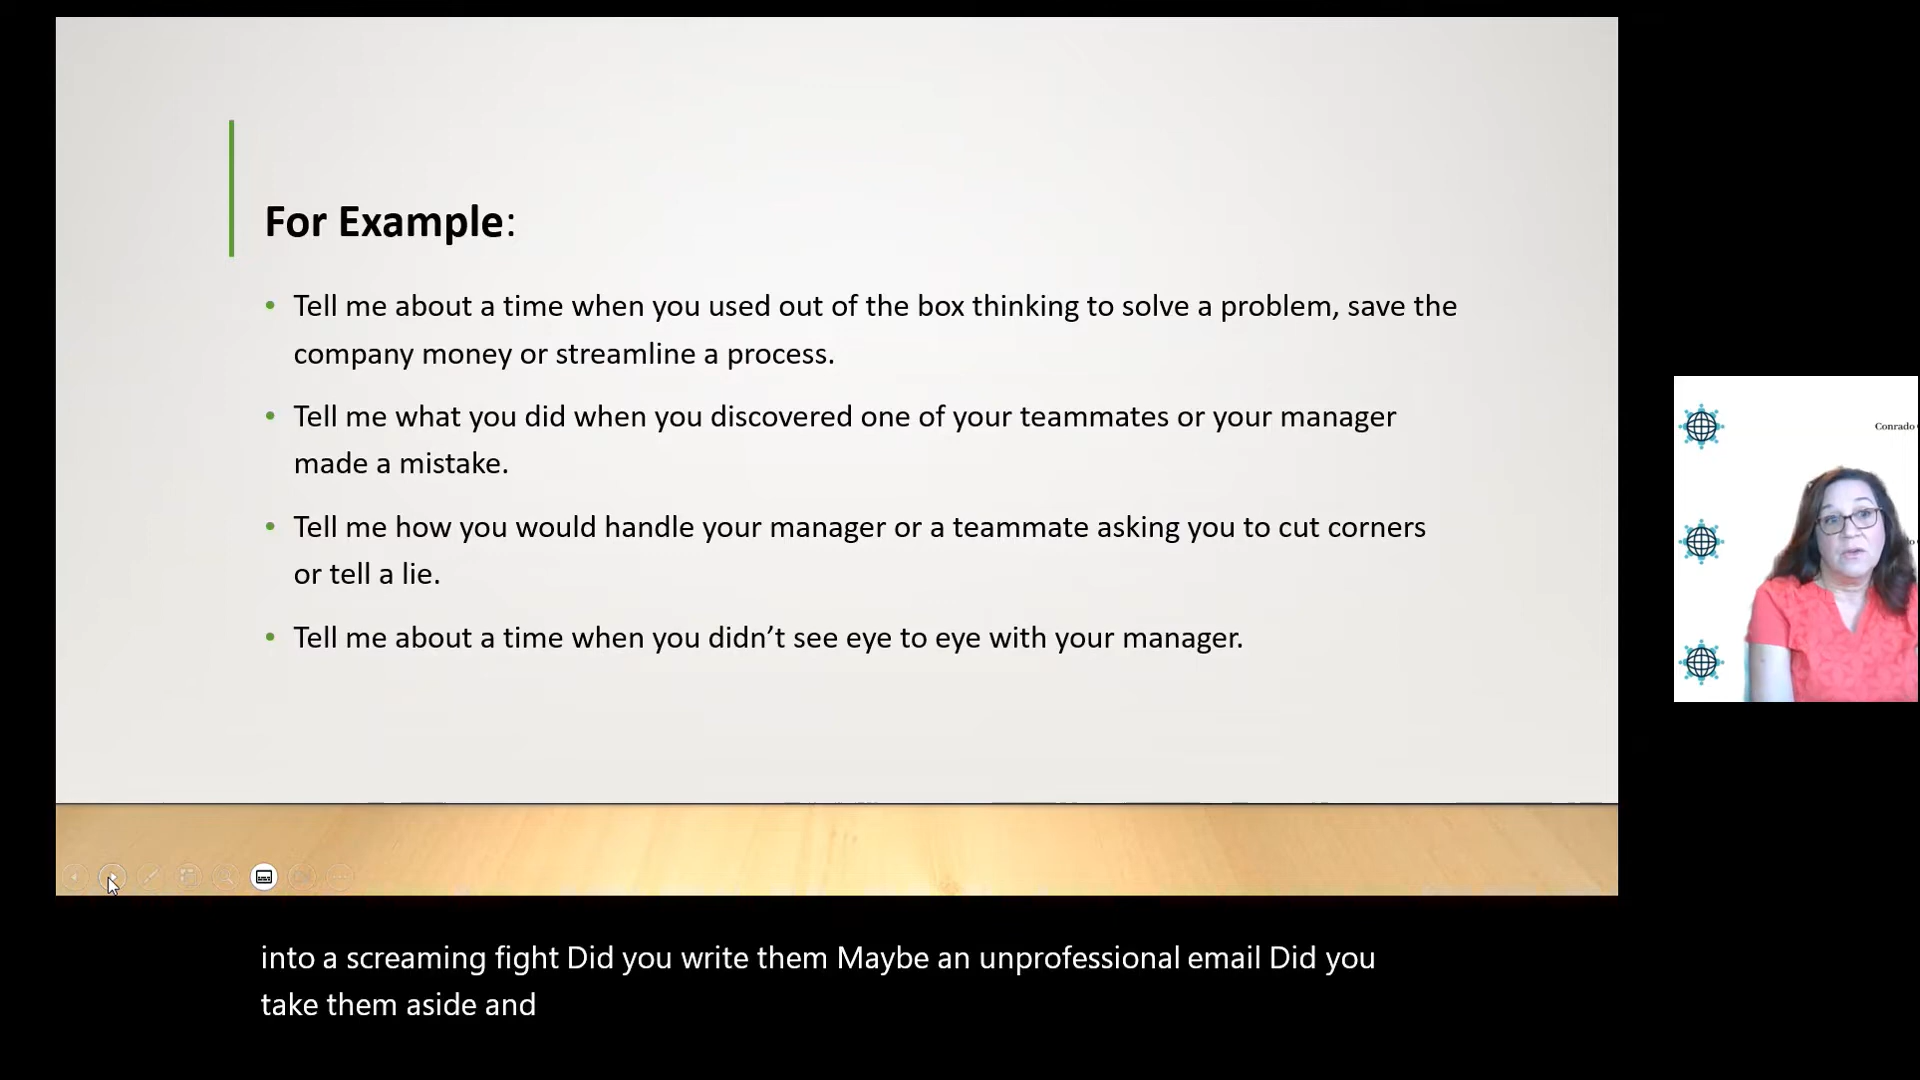 For Example:
• Tell me about a time when you used out of the box thinking to solve a problem, save the
company money or streamline a process.
• Tell me what you did when you discovered one of your teammates or your manager
made a mistake.
• Tell me how you would handle your manager or a teammate asking you to cut corners
or tell a lie.
• Tell me about a time when you didn’t see eye to eye with your manager.
Conrado
into a screaming fight Did you write them Maybe an unprofessional email Did you
take them aside and